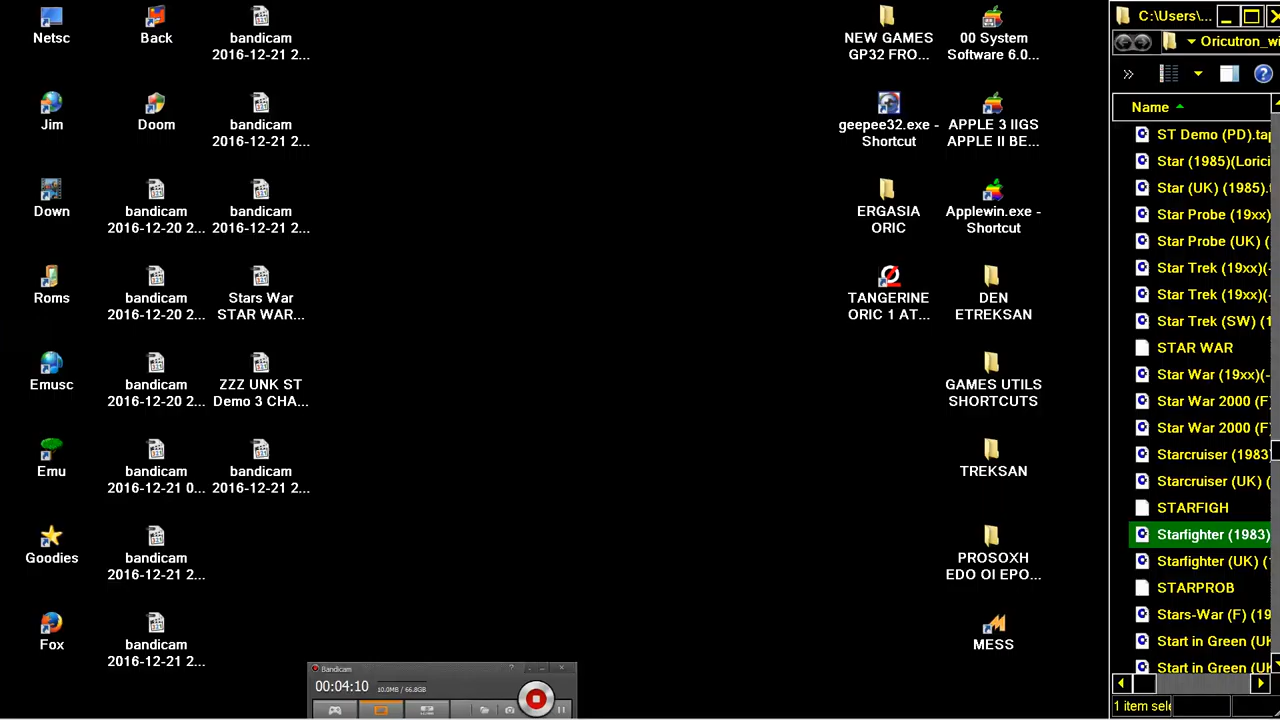 Netsc
Jim
Down
Roms
Emusc
Emu
Goodies
Fox
Back
Doom
bandicam
2016-12-20 2...
bandicam
2016-12-20 2...
bandicam
2016-12-20 2...
bandicam
2016-12-21 0...
bandicam
2016-12-21 2...
bandicam
2016-12-21 2...
bandicam
2016-12-21 2...
bandicam
2016-12-21 2...
bandicam
2016-12-21 2...
Stars War
STAR WAR...
ZZZ UNK ST
Demo 3 CHA...
bandicam
2016-12-21 2...
NEW GAMES
GP32 FRO...
geepee32.exe -
Shortcut
ERGASIA
ORIC
TANGERINE
ORIC 1 AT...
00 System
Software 6.0...
APPLE 3 IIGS
APPLE II BE...
Applewin.exe -
Shortcut
DEN
ETREKSAN
GAMES UTILS
SHORTCUTS
TREKSAN
PROSOXH
EDO OI EPO...
MESS
C:\Users\...
Oricutron_wi
Name
ST Demo (PD).tap
Star (1985)(Lorici
Star (UK) (1985).t
Star Probe (19xx)
Star Probe (UK) (
Star Trek (19xx)(-
Star Trek (19xx)(-
Star Trek (SW) (1
STAR WAR
Star War (19xx)(-
Star War 2000 (F)
Star War 2000 (F)
Starcruiser (1983)
Starcruiser (UK) (
STARFIGH
Starfighter (1983)
Starfighter (UK) (
STARPROB
Stars-War (F) (19
Start in Green (UK
Start in Green (UK
1 item sele
Bandicam
00:04:10
10.0MB / 66.8GB